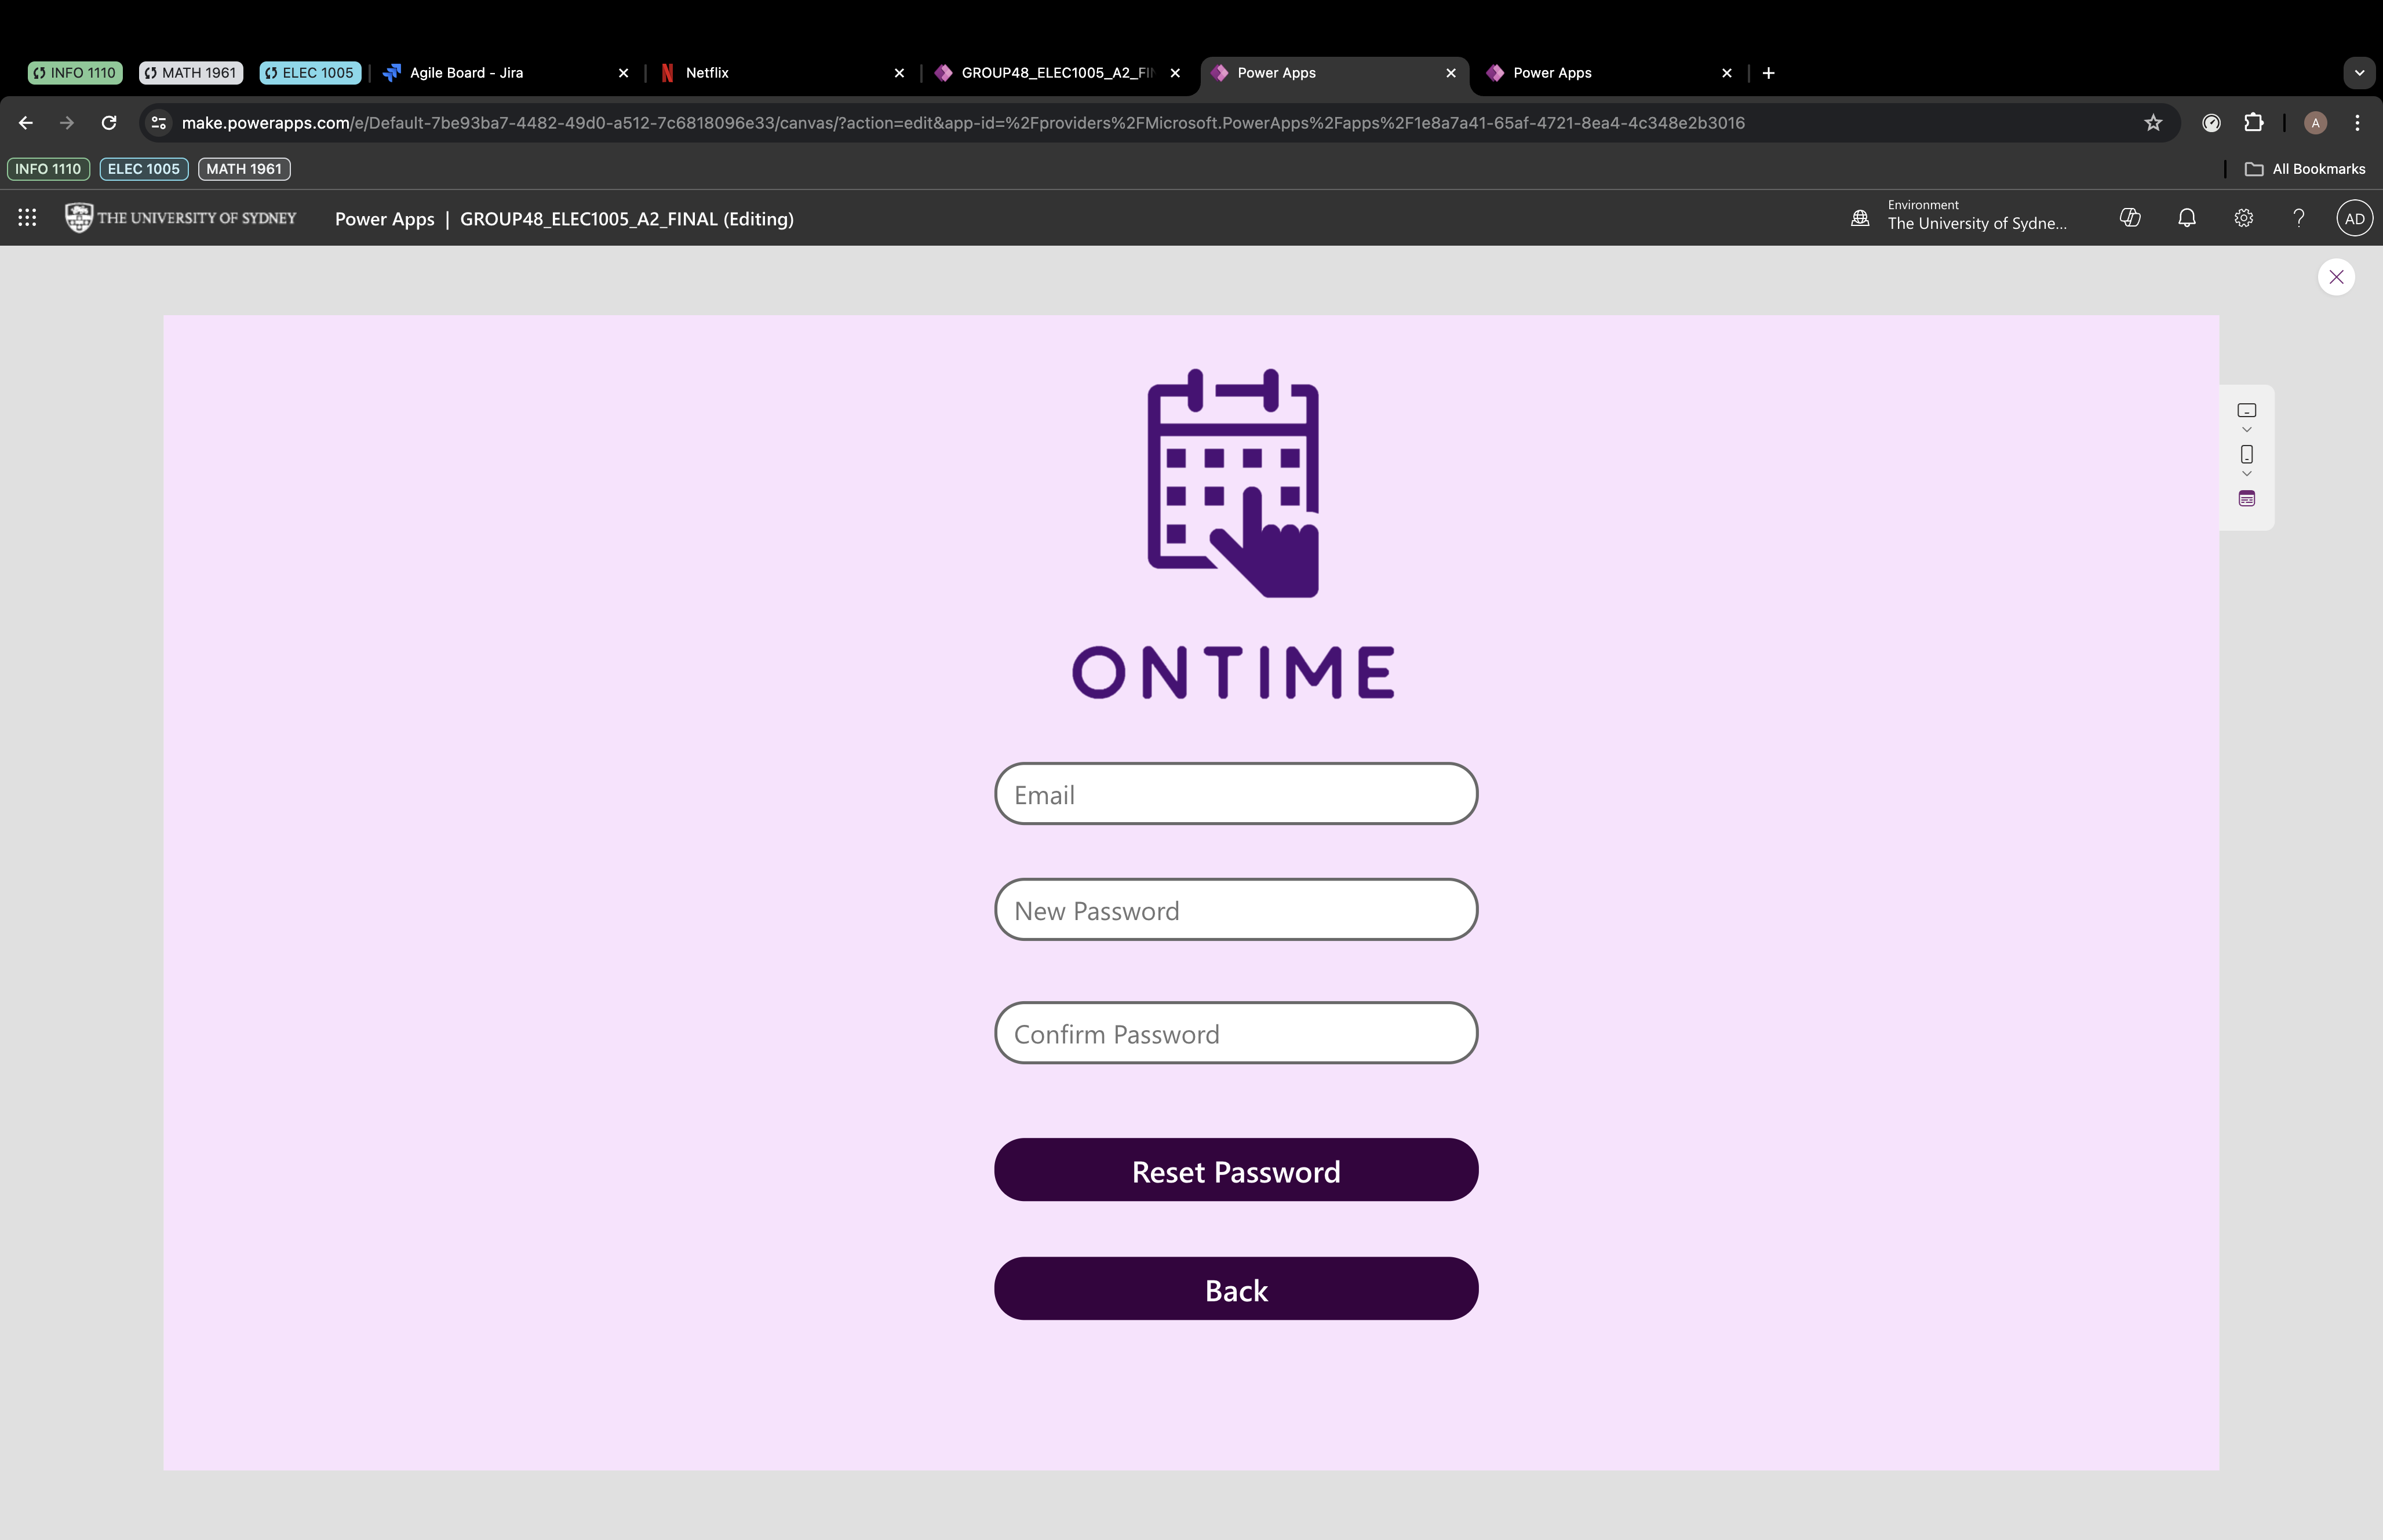 INFO 1110 MATH 1961 ELEC 1005 Agile Board - Jira Netflix GROUP48_ELEC1005_A2_FIN Power Apps Power Apps
make.powerapps.com/e/Default-7be93ba7-4482-49d0-a512-7c6818096e33/canvas/?action=edit&app-id=%2Fproviders%2FMicrosoft.PowerApps%2Fapps%2F1e8a7a41-65af-4721-8ea4-4c348e2b3016
A
INFO 1110 ELEC 1005 MATH 1961 All Bookmarks
THE UNIVERSITY OF SYDNEY Power Apps | GROUP48_ELEC1005_A2_FINAL (Editing)
Environment
The University of Sydne...
AD
ONTIME
Email
New Password
Confirm Password
Reset Password
Back